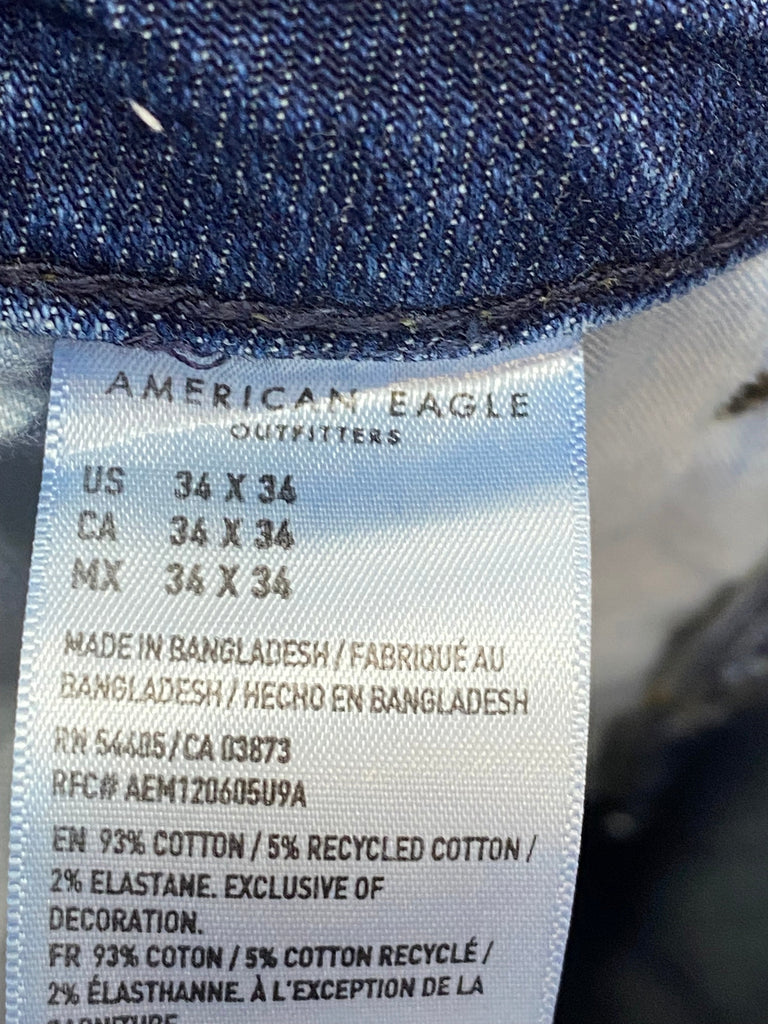 AMERICAN EAGLE
OUTFITTERS
US 34 X 34
CA 34 X 34
MX 34 X 34
MADE IN BANGLADESH / FABRIQUÉ AU
BANGLADESH / HECHO EN BANGLADESH
RN 54485 / CA 03873
RFC# AEM120605U9A
EN 93% COTTON / 5% RECYCLED COTTON /
2% ELASTANE. EXCLUSIVE OF
DECORATION.
FR 93% COTON / 5% COTTON RECYCLÉ /
2% ÉLASTHANNE. À L'EXCEPTION DE LA
GARNITURE